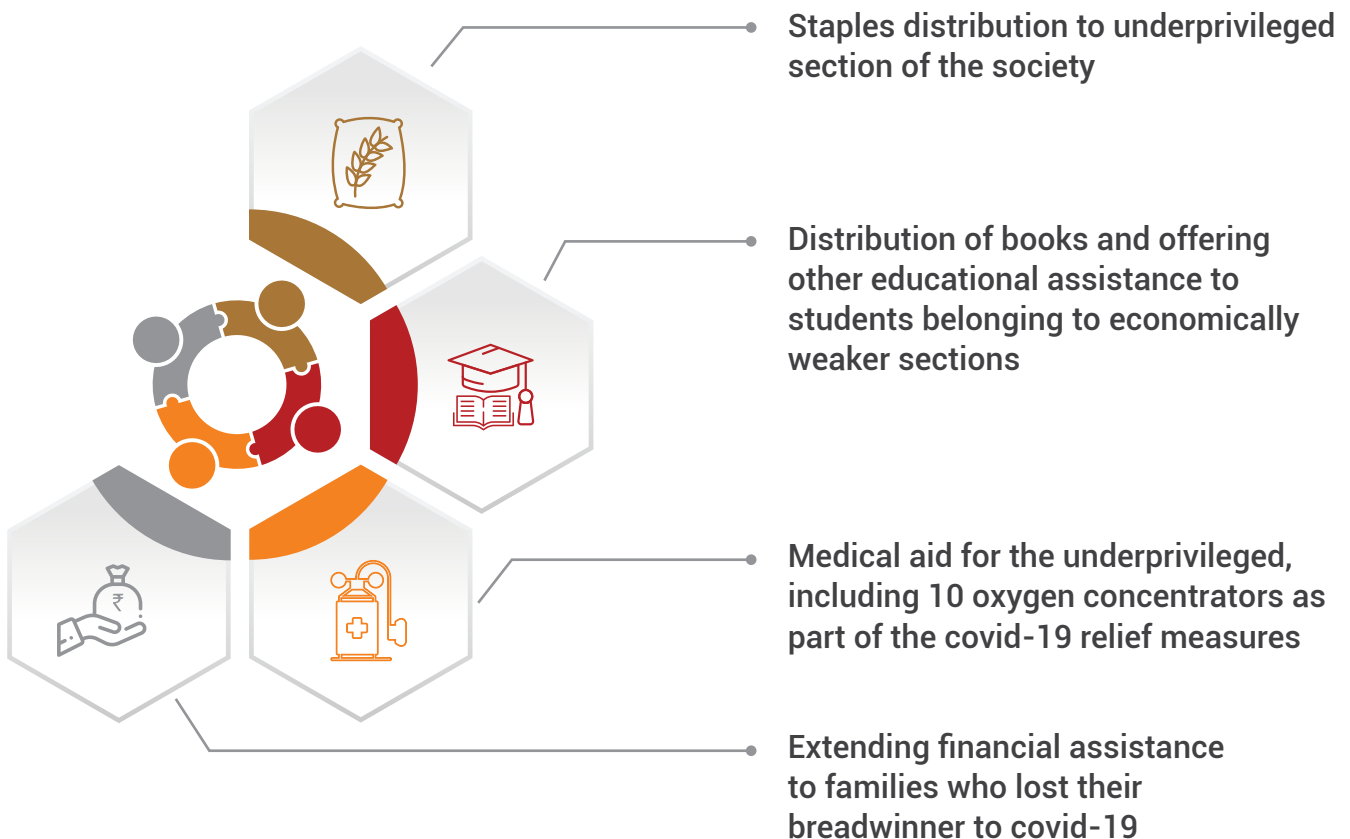 Staples distribution to underprivileged
section of the society
Distribution of books and offering
other educational assistance to
students belonging to economically
weaker sections
Medical aid for the underprivileged,
including 10 oxygen concentrators as
part of the covid-19 relief measures
₹
Extending financial assistance
to families who lost their
breadwinner to covid-19